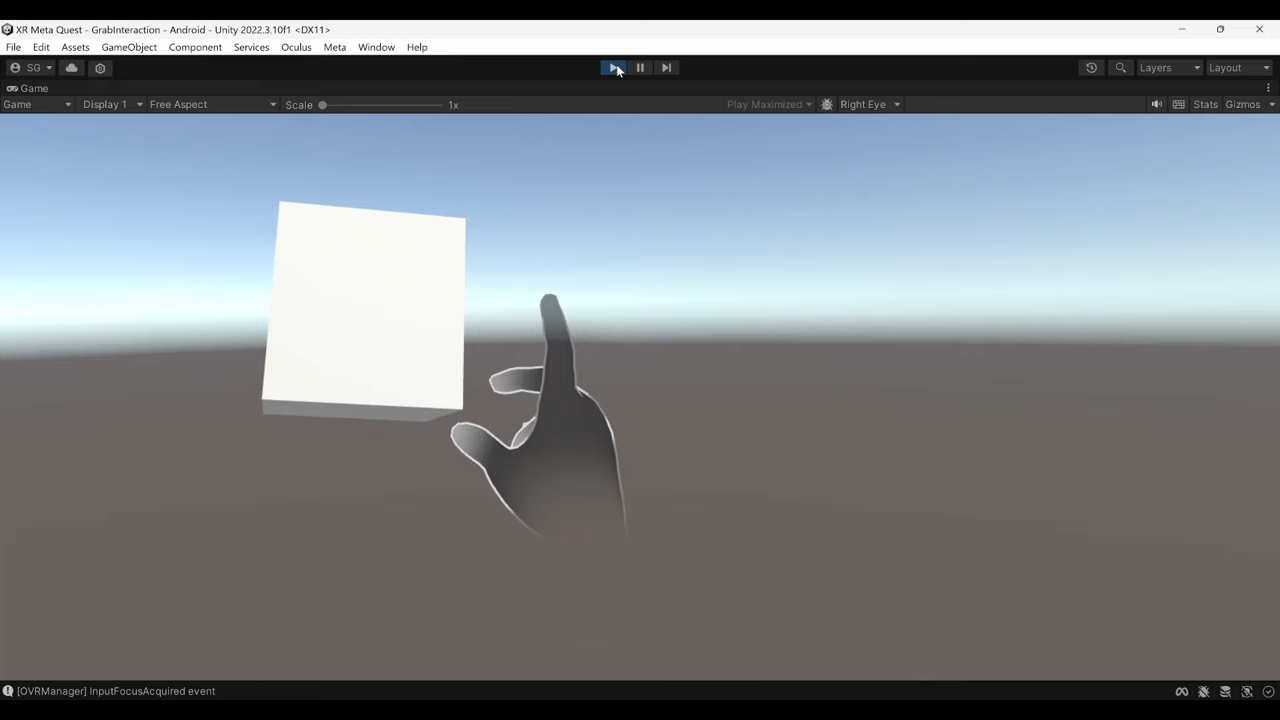 XR Meta Quest - GrabInteraction - Android - Unity 2022.3.10f1 <DX11>
File Edit Assets GameObject Component Services Oculus Meta Window Help
SG Layers Layout
Game
Game Display 1 Free Aspect Scale 1x Play Maximized Right Eye Stats Gizmos
[OVRManager] InputFocusAcquired event